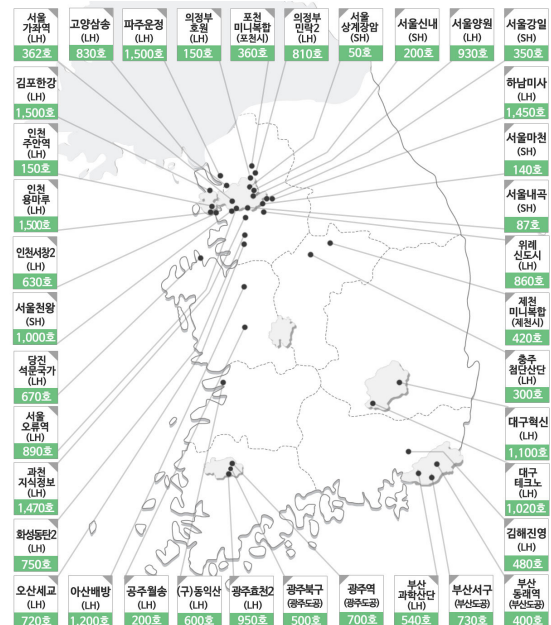 서울
가좌역
(LH)
362호
고양삼송
(LH)
830호
파주운정
(LH)
1,500호
의정부
호원
(LH)
150호
포천
미니복합
(포천시)
360호
의정부
민락2
(LH)
810호
서울
상계장암
(SH)
50호
서울신내
(SH)
200호
서울양원
(LH)
930호
서울강일
(SH)
350호
김포한강
(LH)
1,500호
하남미사
(LH)
1,450호
인천
주안역
(LH)
150호
서울마천
(SH)
140호
인천
용마루
(LH)
1,500호
서울내곡
(SH)
87호
인천서창2
(LH)
630호
위례
신도시
(LH)
860호
서울천왕
(SH)
1,000호
제천
미니복합
(제천시)
420호
당진
석문국가
(LH)
670호
충주
첨단산단
(LH)
300호
서울
오류역
(LH)
890호
대구혁신
(LH)
1,100호
과천
지식정보
(LH)
1,470호
대구
테크노
(LH)
1,020호
화성동탄2
(LH)
750호
김해진영
(LH)
480호
오산세교
(LH)
720호
아산배방
(LH)
1,200호
공주월송
(LH)
200호
(구)동익산
(LH)
600호
광주효천2
(LH)
950호
광주북구
(광주도공)
500호
광주역
(광주도공)
700호
부산
과학산단
(LH)
540호
부산서구
(부산도공)
730호
부산
동래역
(부산도공)
400호